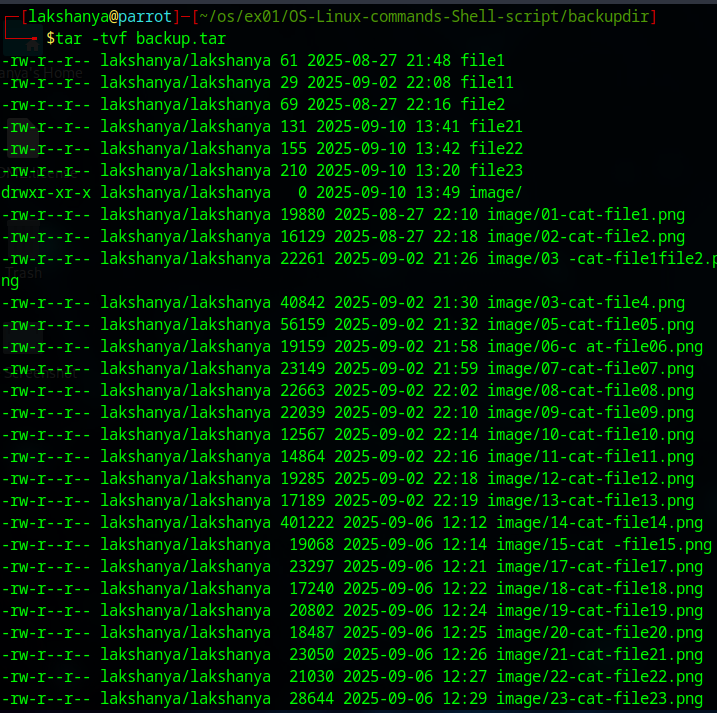 [lakshanya@parrot]-[~/os/ex01/OS-Linux-commands-Shell-script/backupdir]
$tar -tvf backup.tar
-rw-r--r-- lakshanya/lakshanya 61 2025-08-27 21:48 file1
-rw-r--r-- lakshanya/lakshanya 29 2025-09-02 22:08 file11
-rw-r--r-- lakshanya/lakshanya 69 2025-08-27 22:16 file2
-rw-r--r-- lakshanya/lakshanya 131 2025-09-10 13:41 file21
-rw-r--r-- lakshanya/lakshanya 155 2025-09-10 13:42 file22
-rw-r--r-- lakshanya/lakshanya 210 2025-09-10 13:20 file23
drwxr-xr-x lakshanya/lakshanya   0 2025-09-10 13:49 image/
-rw-r--r-- lakshanya/lakshanya 19880 2025-08-27 22:10 image/01-cat-file1.png
-rw-r--r-- lakshanya/lakshanya 16129 2025-08-27 22:18 image/02-cat-file2.png
-rw-r--r-- lakshanya/lakshanya 22261 2025-09-02 21:26 image/03 -cat-file1file2.p
ng
-rw-r--r-- lakshanya/lakshanya 40842 2025-09-02 21:30 image/03-cat-file4.png
-rw-r--r-- lakshanya/lakshanya 56159 2025-09-02 21:32 image/05-cat-file05.png
-rw-r--r-- lakshanya/lakshanya 19159 2025-09-02 21:58 image/06-c at-file06.png
-rw-r--r-- lakshanya/lakshanya 23149 2025-09-02 21:59 image/07-cat-file07.png
-rw-r--r-- lakshanya/lakshanya 22663 2025-09-02 22:02 image/08-cat-file08.png
-rw-r--r-- lakshanya/lakshanya 22039 2025-09-02 22:10 image/09-cat-file09.png
-rw-r--r-- lakshanya/lakshanya 12567 2025-09-02 22:14 image/10-cat-file10.png
-rw-r--r-- lakshanya/lakshanya 14864 2025-09-02 22:16 image/11-cat-file11.png
-rw-r--r-- lakshanya/lakshanya 19285 2025-09-02 22:18 image/12-cat-file12.png
-rw-r--r-- lakshanya/lakshanya 17189 2025-09-02 22:19 image/13-cat-file13.png
-rw-r--r-- lakshanya/lakshanya 401222 2025-09-06 12:12 image/14-cat-file14.png
-rw-r--r-- lakshanya/lakshanya  19068 2025-09-06 12:14 image/15-cat -file15.png
-rw-r--r-- lakshanya/lakshanya  23297 2025-09-06 12:21 image/17-cat-file17.png
-rw-r--r-- lakshanya/lakshanya  17240 2025-09-06 12:22 image/18-cat-file18.png
-rw-r--r-- lakshanya/lakshanya  20802 2025-09-06 12:24 image/19-cat-file19.png
-rw-r--r-- lakshanya/lakshanya  18487 2025-09-06 12:25 image/20-cat-file20.png
-rw-r--r-- lakshanya/lakshanya  23050 2025-09-06 12:26 image/21-cat-file21.png
-rw-r--r-- lakshanya/lakshanya  21030 2025-09-06 12:27 image/22-cat-file22.png
-rw-r--r-- lakshanya/lakshanya  28644 2025-09-06 12:29 image/23-cat-file23.png